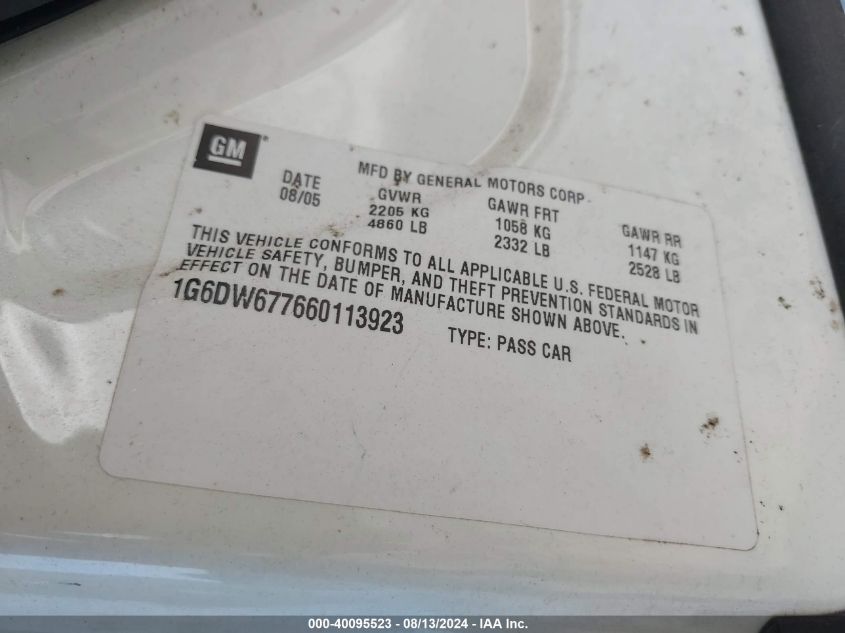 GM®
MFD BY GENERAL MOTORS CORP
DATE GVWR GAWR FRT GAWR RR
08/05 2205 KG 1058 KG 1147 KG
4860 LB 2332 LB 2528 LB
THIS VEHICLE CONFORMS TO ALL APPLICABLE U.S. FEDERAL MOTOR
VEHICLE SAFETY, BUMPER, AND THEFT PREVENTION STANDARDS IN
EFFECT ON THE DATE OF MANUFACTURE SHOWN ABOVE.
1G6DW677660113923 TYPE: PASS CAR
000-40095523 - 08/13/2024 - IAA Inc.